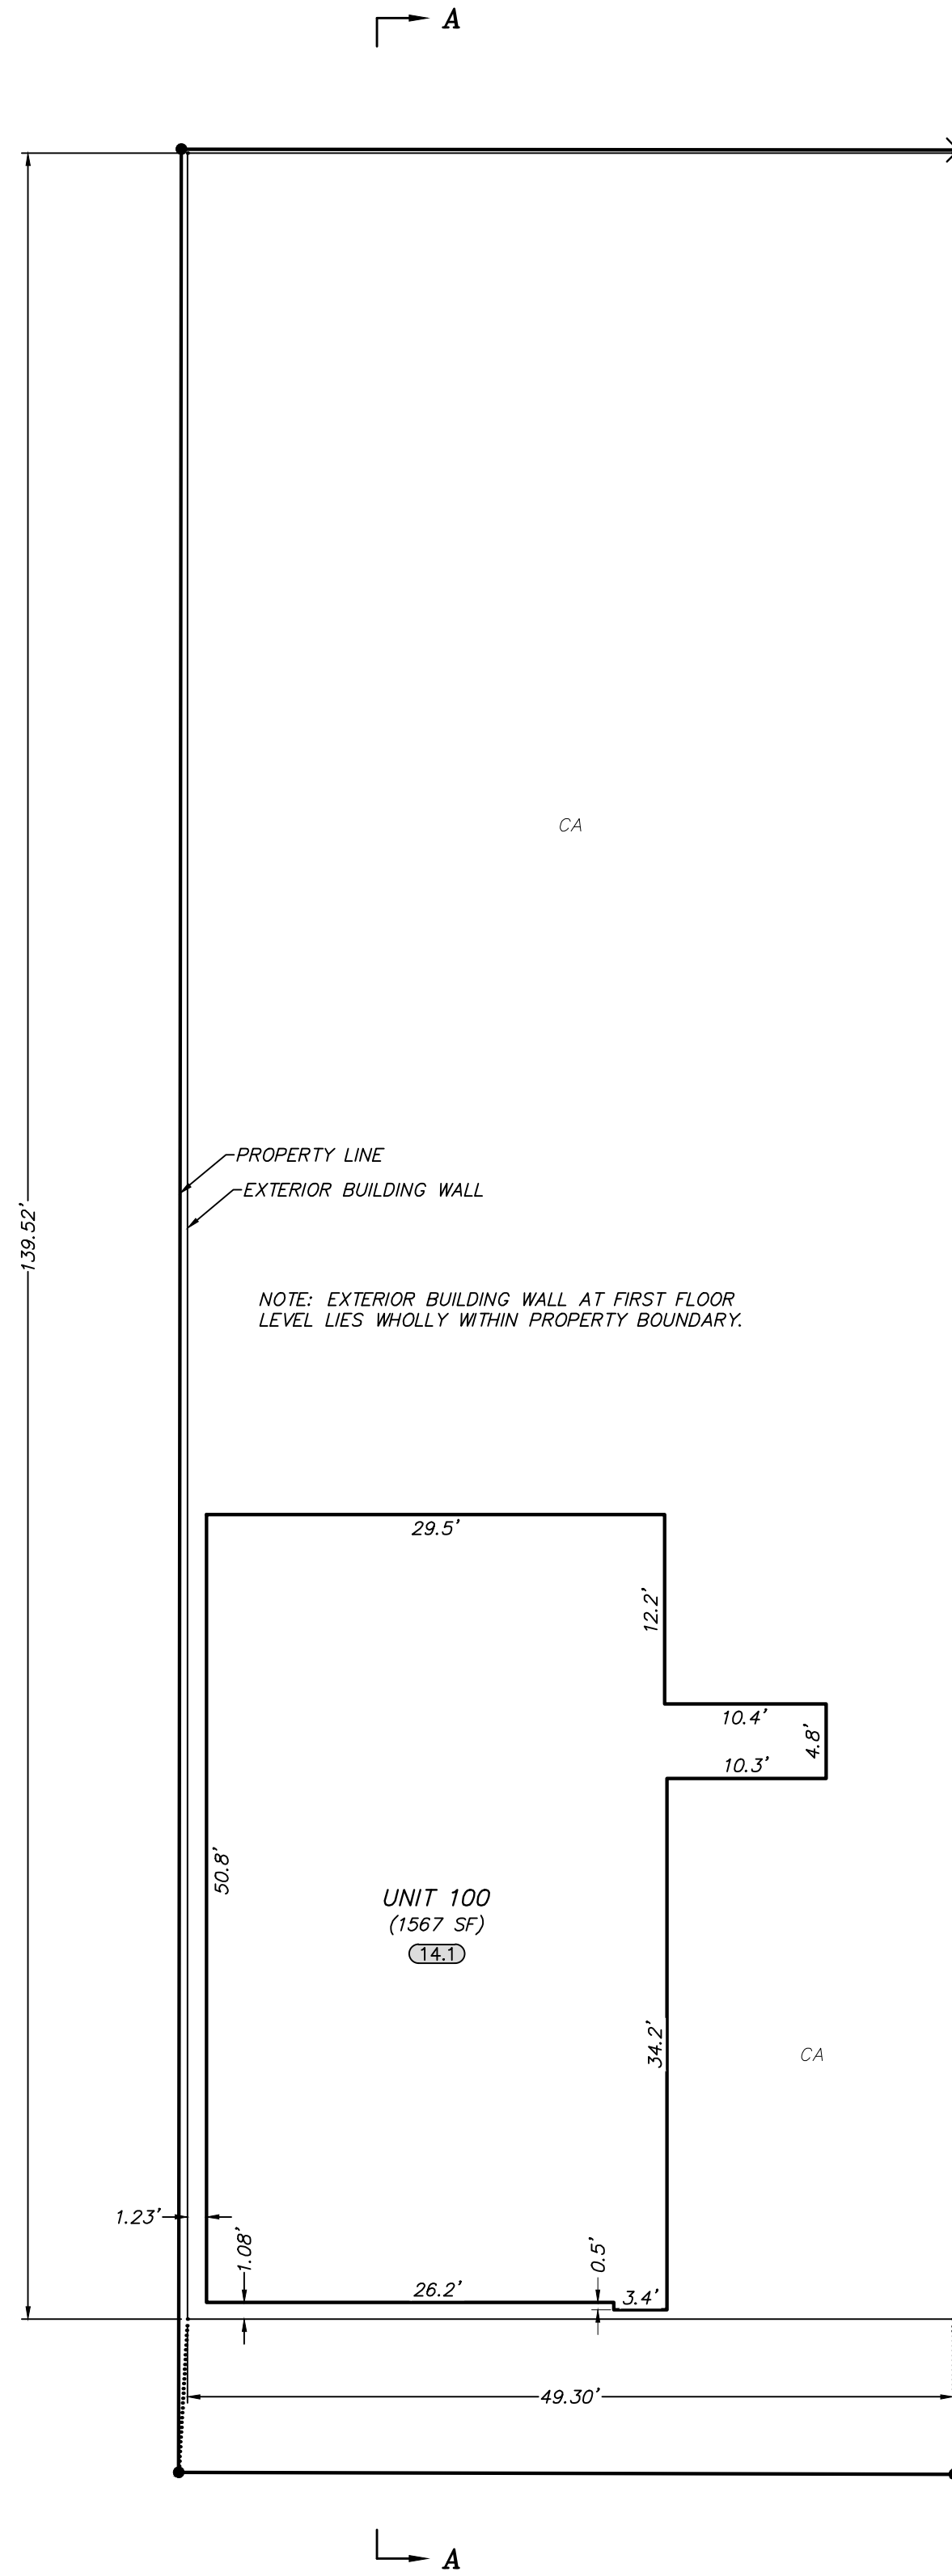 A
139.52'
CA
PROPERTY LINE
EXTERIOR BUILDING WALL
NOTE: EXTERIOR BUILDING WALL AT FIRST FLOOR
LEVEL LIES WHOLLY WITHIN PROPERTY BOUNDARY.
29.5'
12.2'
10.4'
4.8'
10.3'
50.8'
UNIT 100
(1567 SF)
14.1
34.2'
CA
1.23'
1.08'
26.2'
0.5'
3.4'
49.30'
A